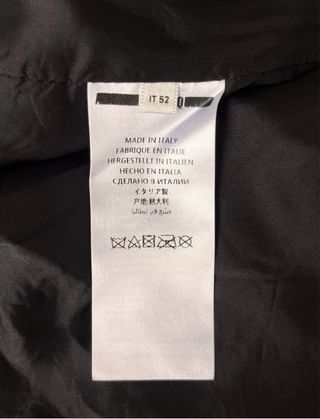 IT 52
MADE IN ITALY
FABRIQUE EN ITALIE
HERGESTELLT IN ITALIEN
HECHO EN ITALIA
СДЕЛАНО В ИТАЛИИ
イタリア製
产地:意大利
صنع في إيطاليا